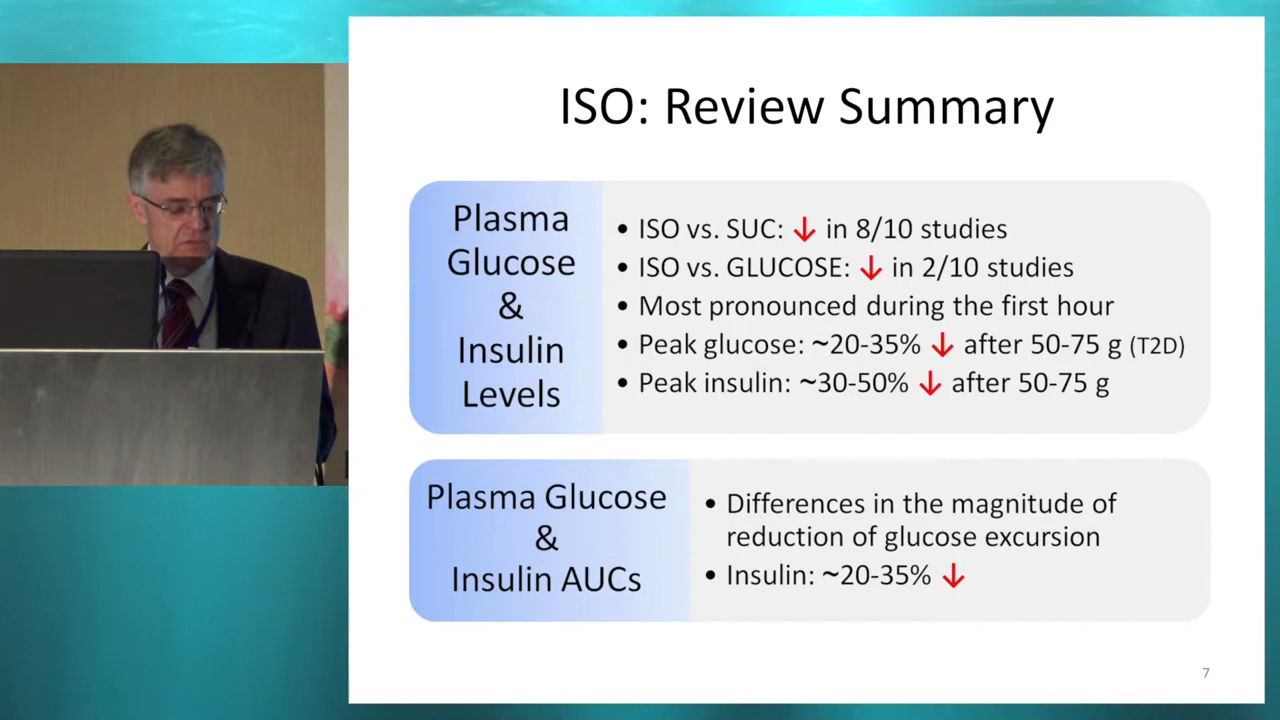 ISO: Review Summary
Plasma
Glucose
&
Insulin
Levels
• ISO vs. SUC: ↓ in 8/10 studies
• ISO vs. GLUCOSE: ↓ in 2/10 studies
• Most pronounced during the first hour
• Peak glucose: ~20-35% ↓ after 50-75 g (T2D)
• Peak insulin: ~30-50% ↓ after 50-75 g
Plasma Glucose
&
Insulin AUCs
• Differences in the magnitude of
reduction of glucose excursion
• Insulin: ~20-35% ↓
7